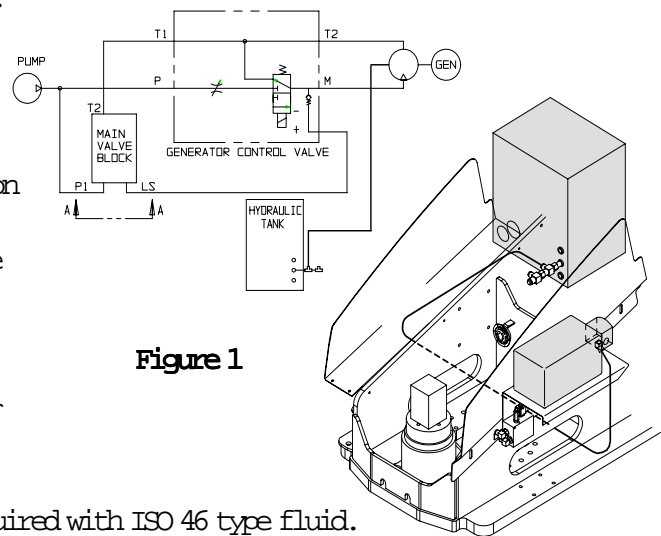 T1
T2
PUMP
P
M
GEN
T2
-
+
MAIN
VALVE
BLOCK
GENERATOR CONTROL VALVE
P1
LS
A
A
HYDRAULIC
TANK
on
e
Figure 1
uired with ISO 46 type fluid.